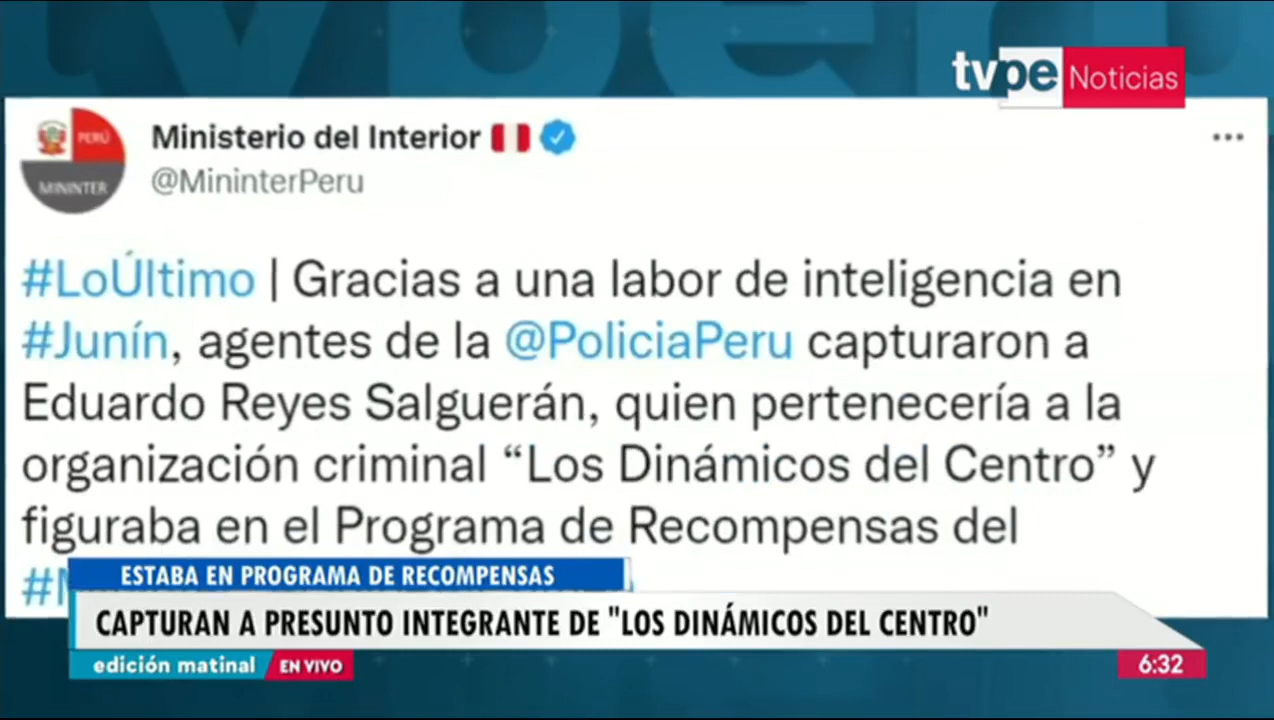 tvpe Noticias
PERÚ
MININTER
Ministerio del Interior
@MininterPeru
#LoÚltimo | Gracias a una labor de inteligencia en
#Junín, agentes de la @PoliciaPeru capturaron a
Eduardo Reyes Salguerán, quien pertenecería a la
organización criminal “Los Dinámicos del Centro” y
figuraba en el Programa de Recompensas del
ESTABA EN PROGRAMA DE RECOMPENSAS
CAPTURAN A PRESUNTO INTEGRANTE DE "LOS DINÁMICOS DEL CENTRO"
edición matinal EN VIVO
6:32